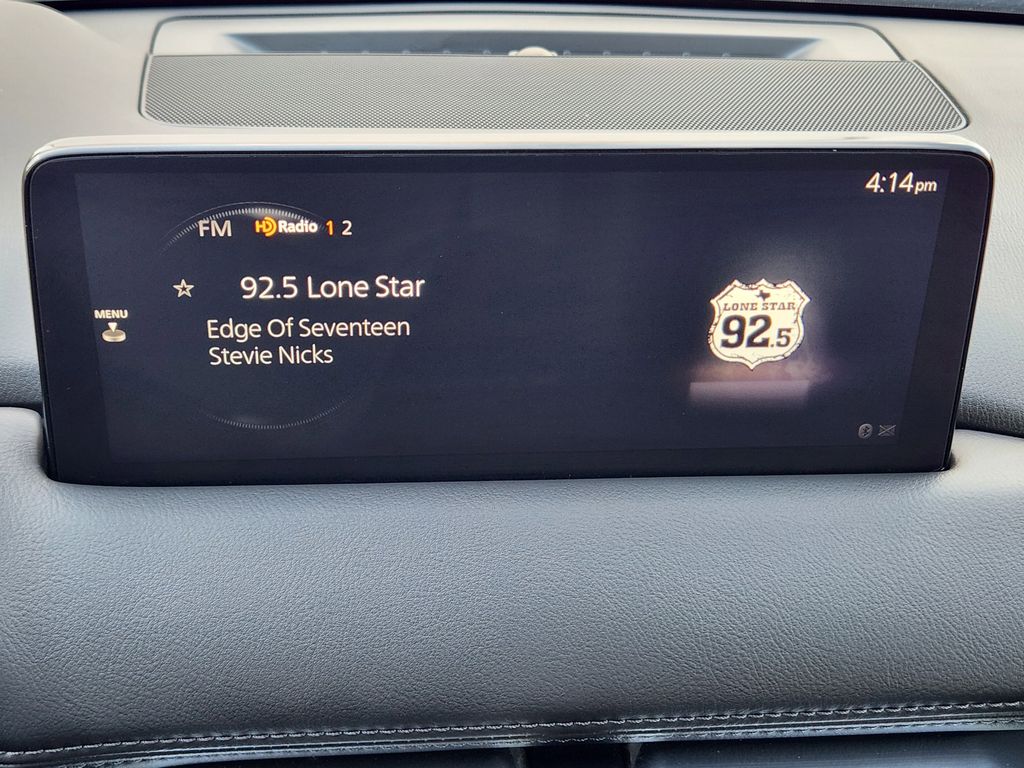 4:14pm
FM HD Radio 1 2
92.5 Lone Star
MENU
Edge Of Seventeen
Stevie Nicks
LONE STAR
92.5